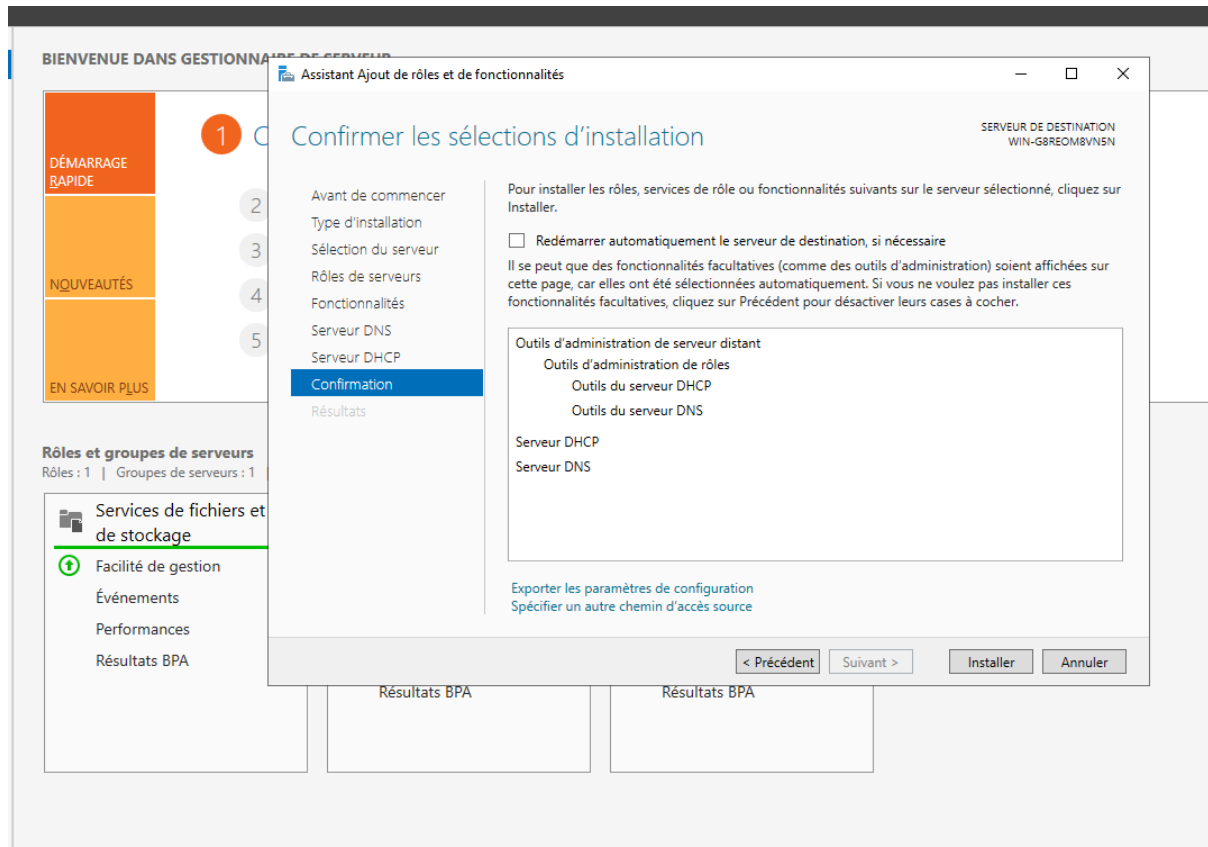 BIENVENUE DANS GESTIONNAIRE DE SERVEUR
DÉMARRAGE
RAPIDE
NOUVEAUTÉS
EN SAVOIR PLUS
1
2
3
4
5
Rôles et groupes de serveurs
Rôles : 1 | Groupes de serveurs : 1 |
Services de fichiers et
de stockage
Facilité de gestion
Événements
Performances
Résultats BPA
Résultats BPA
Résultats BPA
Assistant Ajout de rôles et de fonctionnalités
Confirmer les sélections d'installation
SERVEUR DE DESTINATION
WIN-G8REOM8VN5N
Avant de commencer
Type d'installation
Sélection du serveur
Rôles de serveurs
Fonctionnalités
Serveur DNS
Serveur DHCP
Confirmation
Résultats
Pour installer les rôles, services de rôle ou fonctionnalités suivants sur le serveur sélectionné, cliquez sur
Installer.
Redémarrer automatiquement le serveur de destination, si nécessaire
Il se peut que des fonctionnalités facultatives (comme des outils d'administration) soient affichées sur
cette page, car elles ont été sélectionnées automatiquement. Si vous ne voulez pas installer ces
fonctionnalités facultatives, cliquez sur Précédent pour désactiver leurs cases à cocher.
Outils d'administration de serveur distant
Outils d'administration de rôles
Outils du serveur DHCP
Outils du serveur DNS
Serveur DHCP
Serveur DNS
Exporter les paramètres de configuration
Spécifier un autre chemin d'accès source
< Précédent
Suivant >
Installer
Annuler